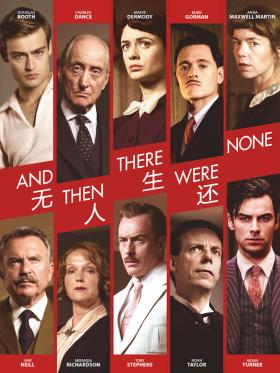 DOUGLAS BOOTH
CHARLES DANCE
MAEVE DERMODY
BURN GORMAN
ANNA MAXWELL MARTIN
AND THEN THERE WERE NONE
无人生还
SAM NEILL
MIRANDA RICHARDSON
TOBY STEPHENS
NOAH TAYLOR
AIDAN TURNER